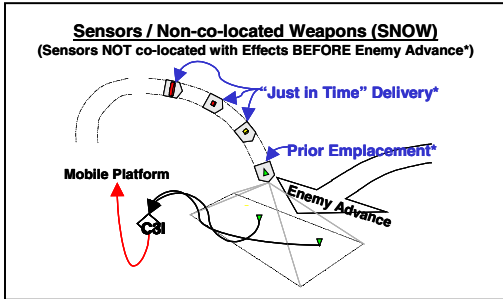 Sensors / Non-co-located Weapons (SNOW)
(Sensors NOT co-located with Effects BEFORE Enemy Advance*)
"Just in Time" Delivery*
Prior Emplacement*
Mobile Platform
Enemy Advance
C3I